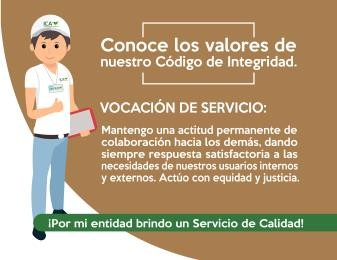 ICA
Conoce los valores de
nuestro Código de Integridad.
VOCACIÓN DE SERVICIO:
Mantengo una actitud permanente de
colaboración hacia los demás, dando
siempre respuesta satisfactoria a las
necesidades de nuestros usuarios internos
y externos. Actúo con equidad y justicia.
¡Por mi entidad brindo un Servicio de Calidad!